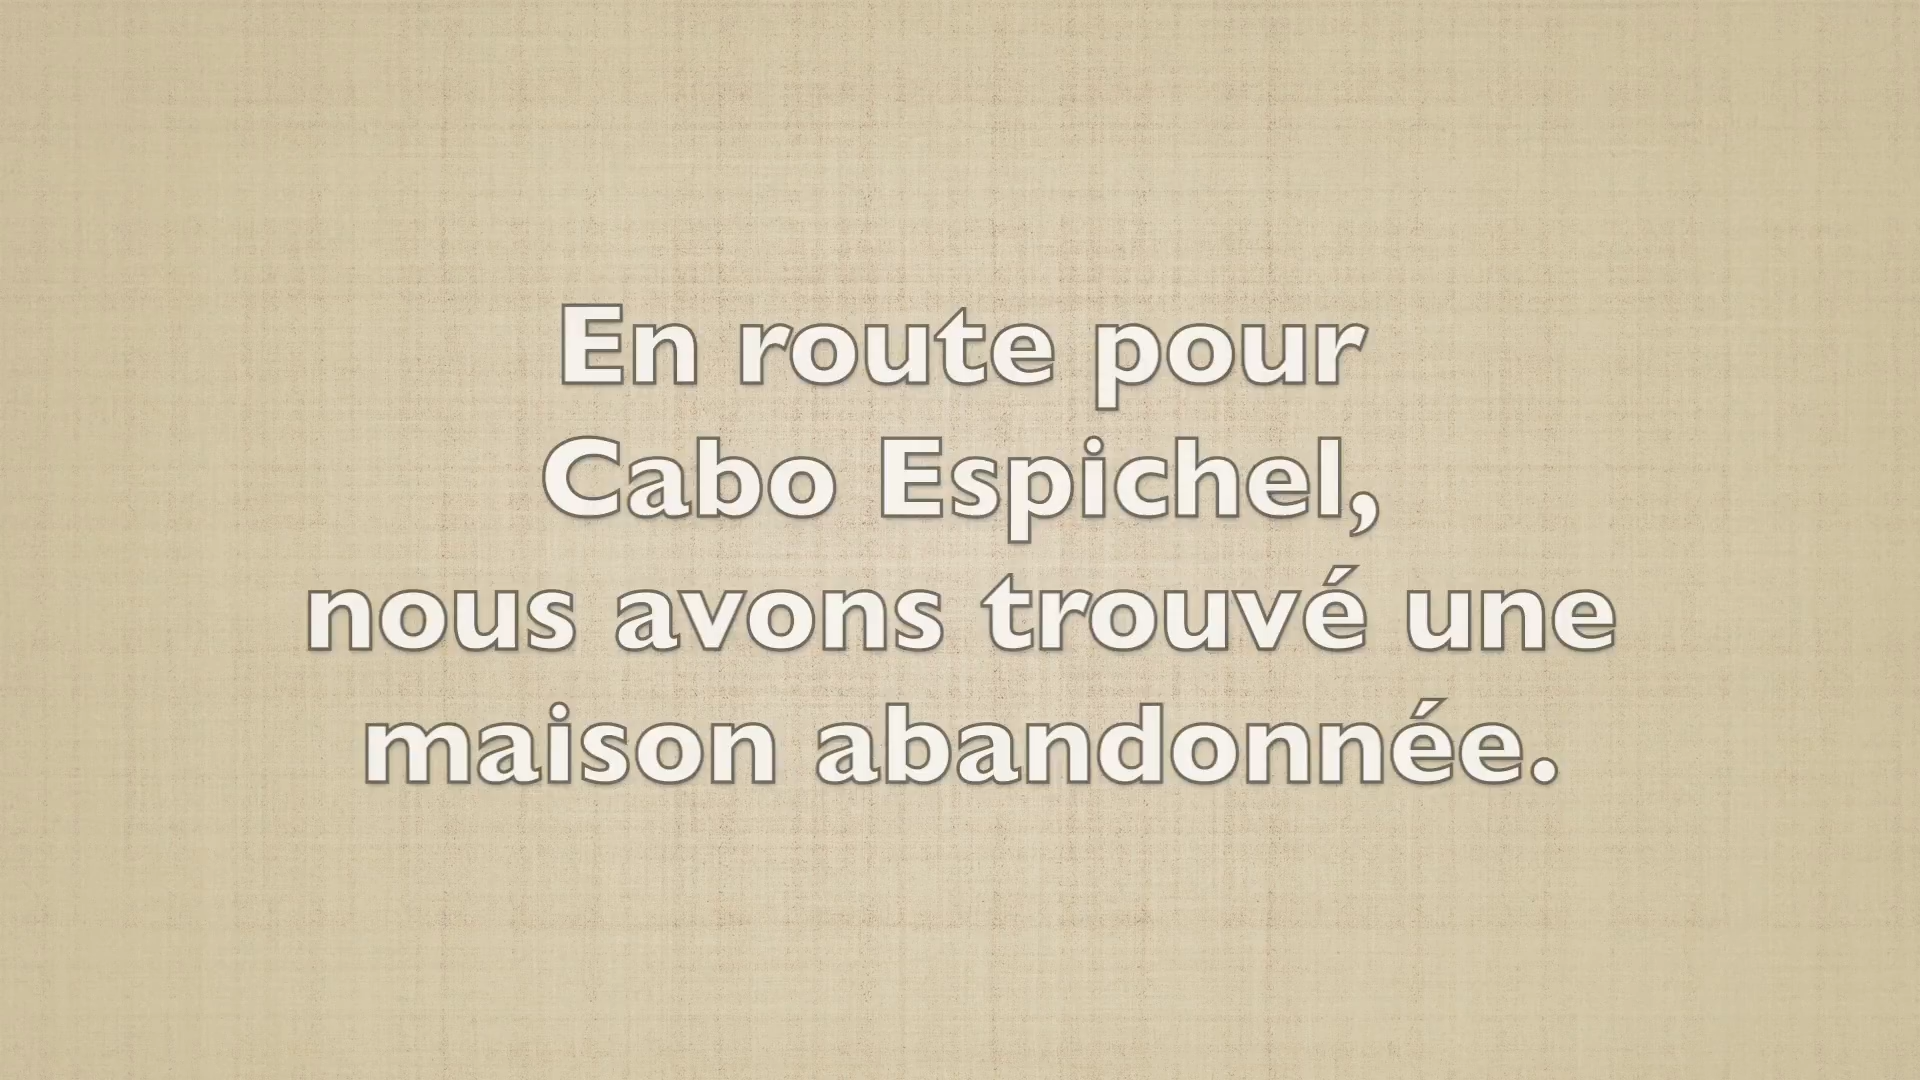 En route pour
Cabo Espichel,
nous avons trouvé une
maison abandonnée.